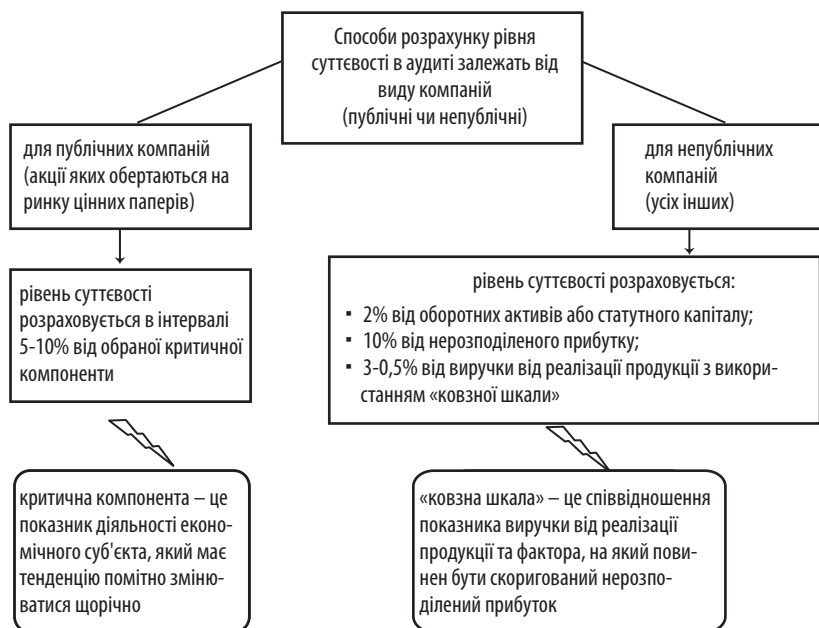 Способи розрахунку рівня
суттєвості в аудиті залежать від
виду компаній
(публічні чи непублічні)
для публічних компаній
(акції яких обертаються на
ринку цінних паперів)
для непублічних
компаній
(усіх інших)
рівень суттєвості
розраховується в інтервалі
5-10% від обраної критичної
компоненти
рівень суттєвості розраховується:
▪ 2% від оборотних активів або статутного капіталу;
▪ 10% від нерозподіленого прибутку;
▪ 3-0,5% від виручки від реалізації продукції з викори-
станням «ковзної шкали»
критична компонента – це
показник діяльності еконо-
мічного суб'єкта, який має
тенденцію помітно зміню-
ватися щорічно
«ковзна шкала» – це співвідношення
показника виручки від реалізації
продукції та фактора, на який пови-
нен бути скоригований нерозпо-
ділений прибуток